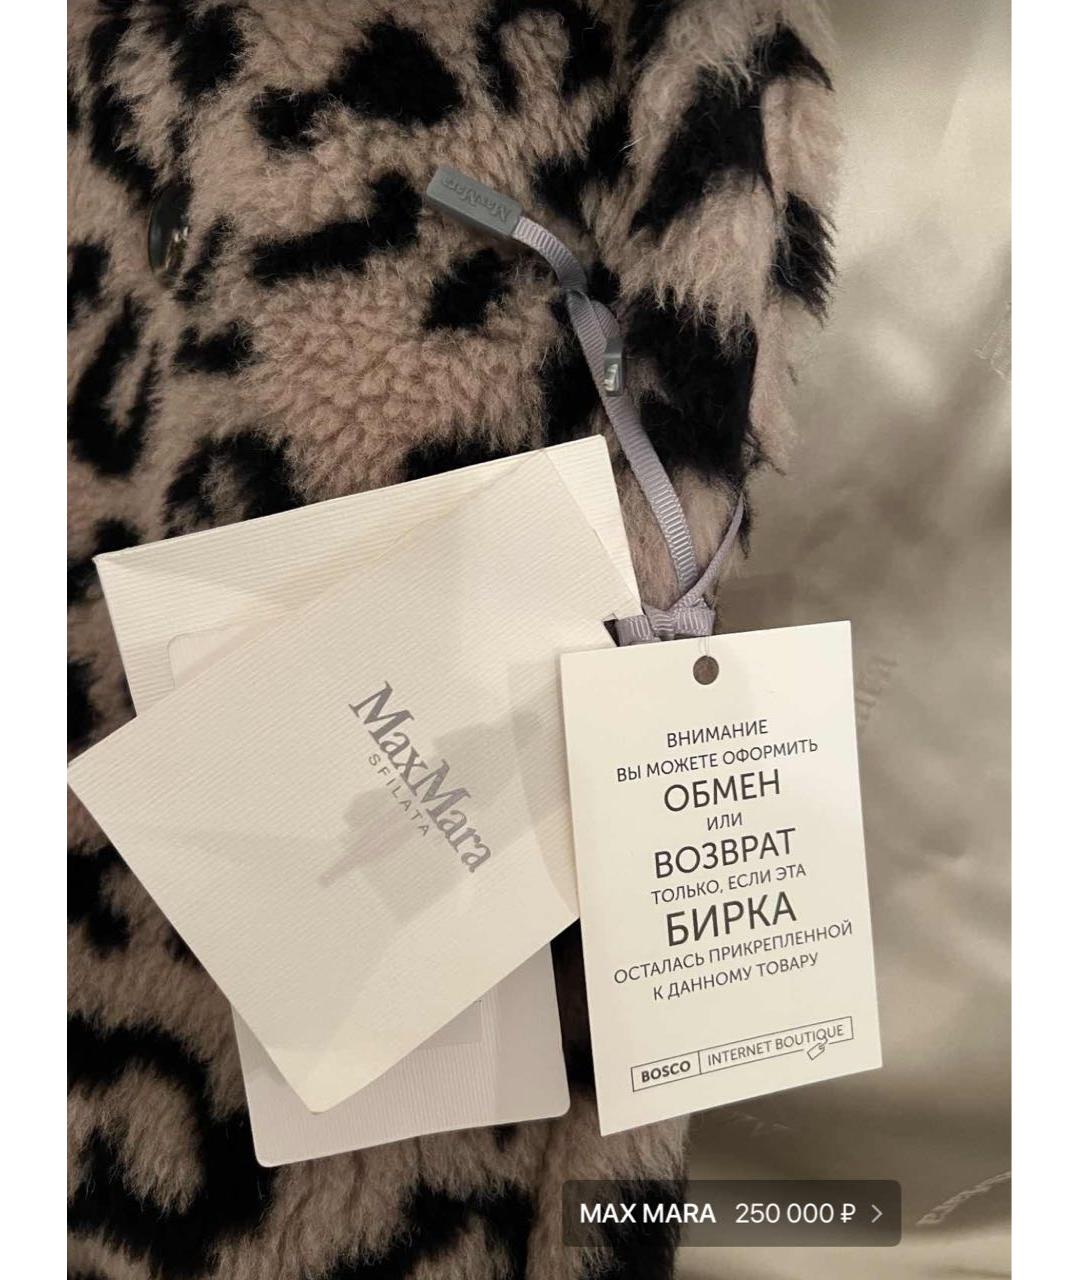 MaxMara
MaxMara
SFILATA
ВНИМАНИЕ
ВЫ МОЖЕТЕ ОФОРМИТЬ
ОБМЕН
ИЛИ
ВОЗВРАТ
ТОЛЬКО, ЕСЛИ ЭТА
БИРКА
ОСТАЛАСЬ ПРИКРЕПЛЕННОЙ
К ДАННОМУ ТОВАРУ
BOSCO INTERNET BOUTIQUE
MAX MARA 250 000 ₽ >